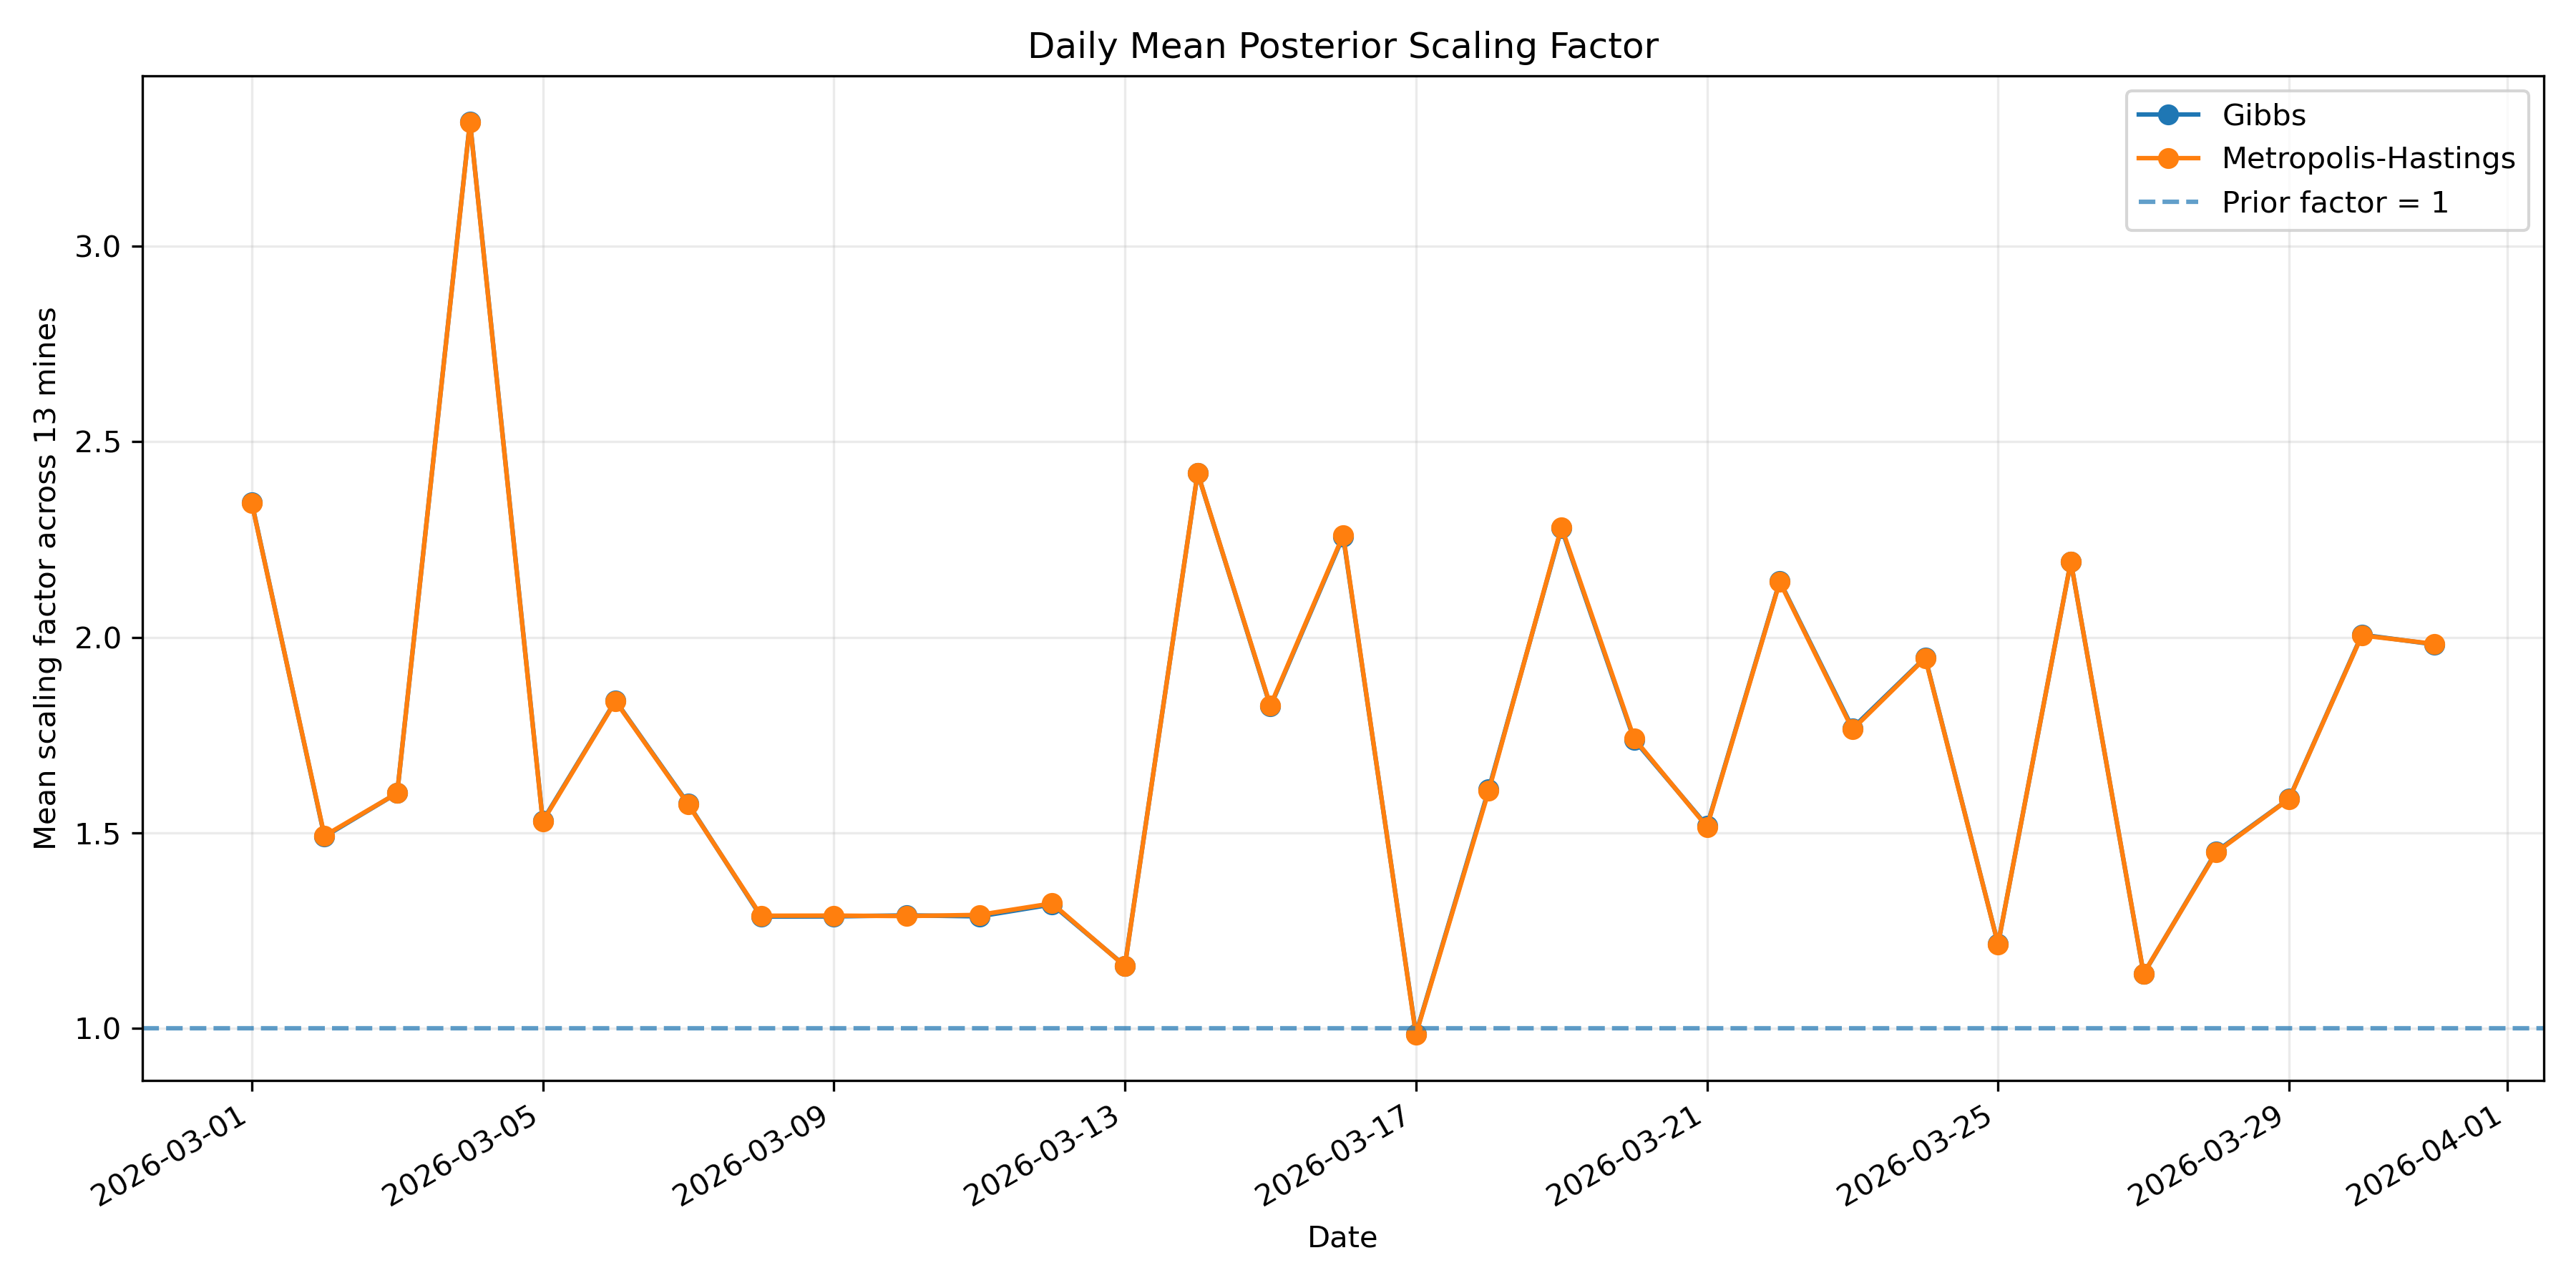 Daily Mean Posterior Scaling Factor
Gibbs
Metropolis-Hastings
Prior factor = 1
Mean scaling factor across 13 mines
3.0
2.5
2.0
1.5
1.0
2026-03-01
2026-03-05
2026-03-09
2026-03-13
2026-03-17
2026-03-21
2026-03-25
2026-03-29
2026-04-01
Date